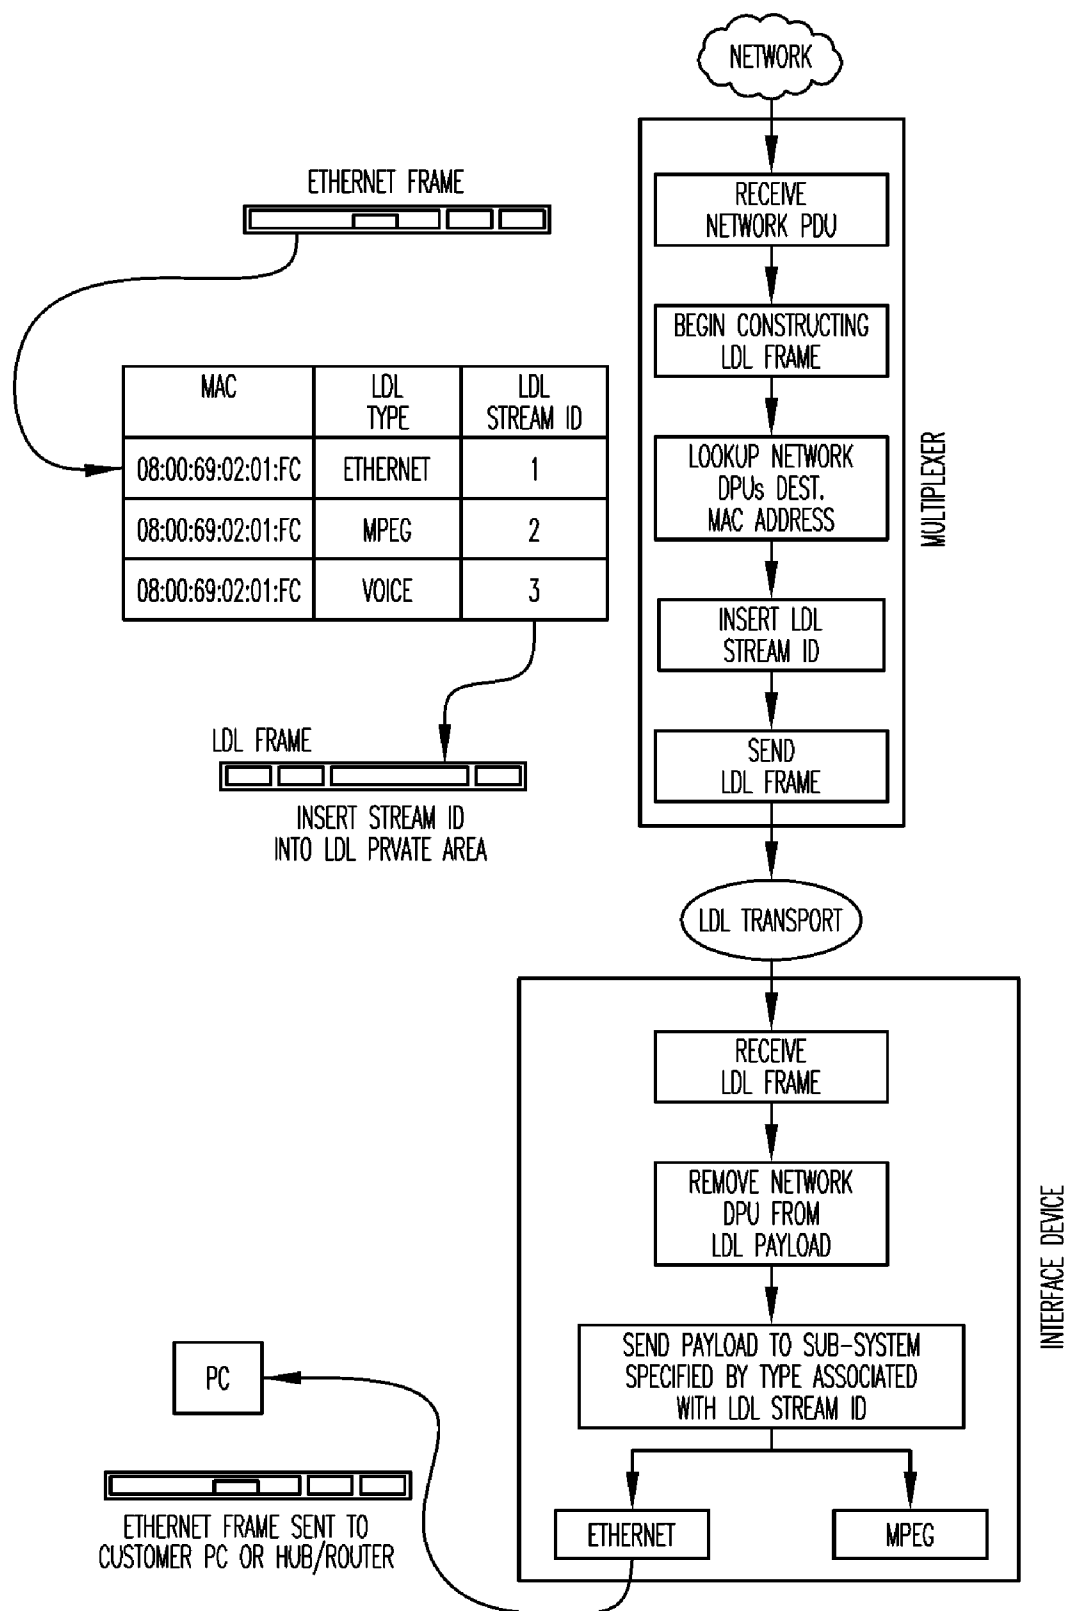 NETWORK
RECEIVE
NETWORK PDU
BEGIN CONSTRUCTING
LDL FRAME
LOOKUP NETWORK
DPUs DEST.
MAC ADDRESS
INSERT LDL
STREAM ID
SEND
LDL FRAME
MULTIPLEXER
ETHERNET FRAME
MAC
LDL
TYPE
LDL
STREAM ID
08:00:69:02:01:FC
ETHERNET
1
08:00:69:02:01:FC
MPEG
2
08:00:69:02:01:FC
VOICE
3
LDL FRAME
INSERT STREAM ID
INTO LDL PRVATE AREA
LDL TRANSPORT
RECEIVE
LDL FRAME
REMOVE NETWORK
DPU FROM
LDL PAYLOAD
SEND PAYLOAD TO SUB-SYSTEM
SPECIFIED BY TYPE ASSOCIATED
WITH LDL STREAM ID
ETHERNET
MPEG
INTERFACE DEVICE
PC
ETHERNET FRAME SENT TO
CUSTOMER PC OR HUB/ROUTER